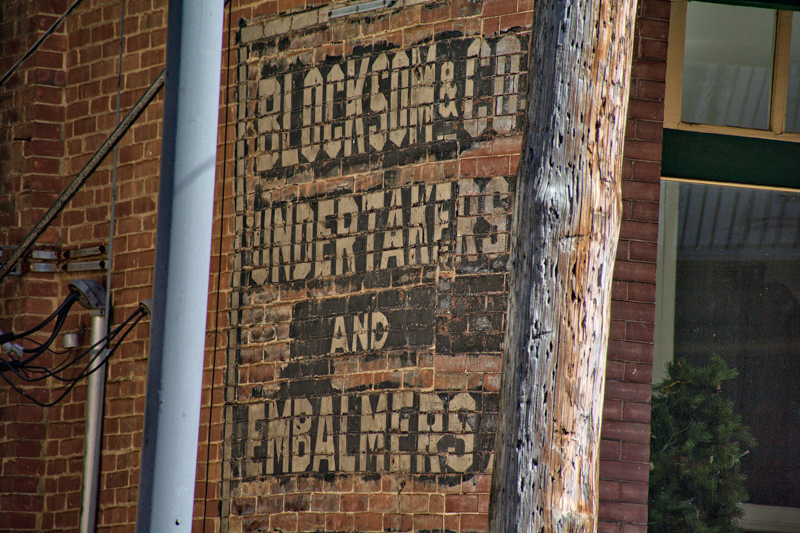 BLOCKSOM & CO
UNDERTAKERS
AND
EMBALMERS